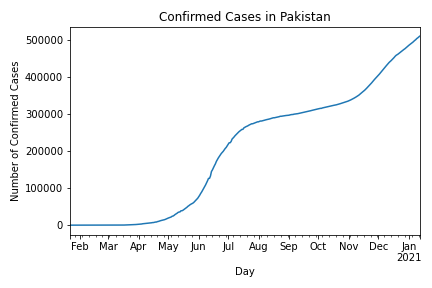 Confirmed Cases in Pakistan
Number of Confirmed Cases
500000
400000
300000
200000
100000
0
Feb Mar Apr May Jun Jul Aug Sep Oct Nov Dec Jan
2021
Day